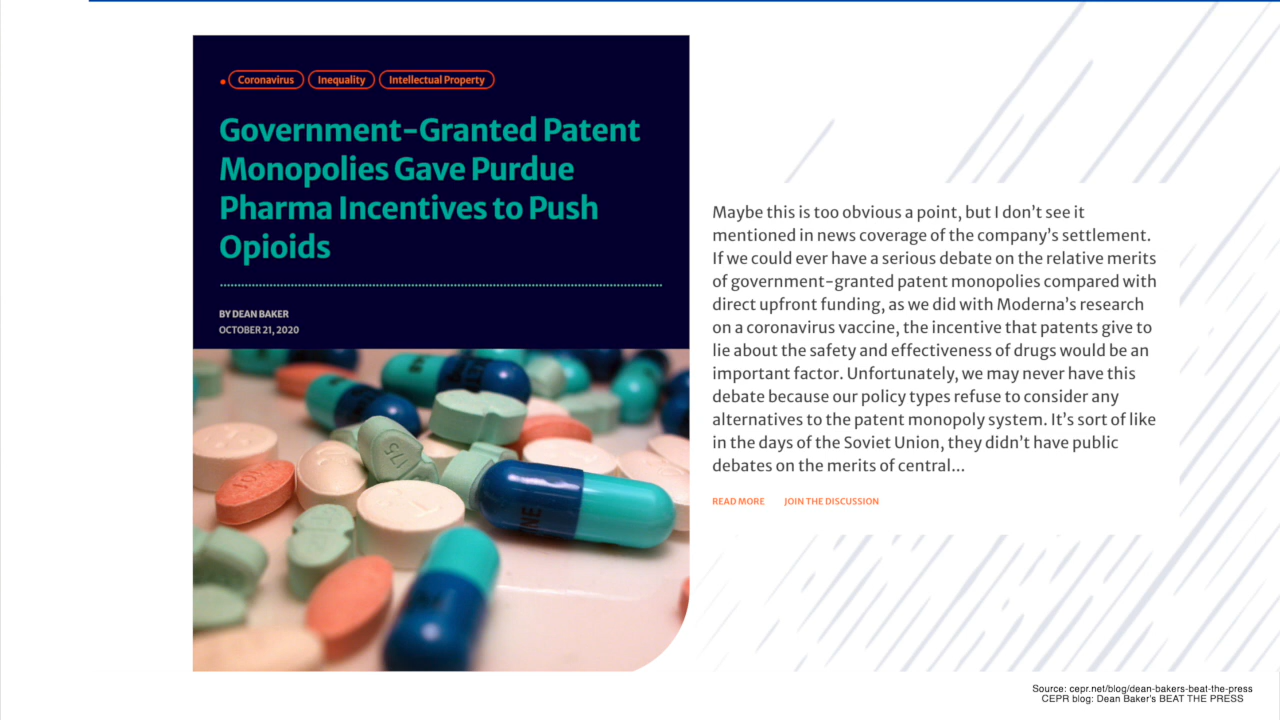 Coronavirus Inequality Intellectual Property
Government-Granted Patent
Monopolies Gave Purdue
Pharma Incentives to Push
Opioids
BY DEAN BAKER
OCTOBER 21, 2020
175
Maybe this is too obvious a point, but I don’t see it
mentioned in news coverage of the company’s settlement.
If we could ever have a serious debate on the relative merits
of government-granted patent monopolies compared with
direct upfront funding, as we did with Moderna’s research
on a coronavirus vaccine, the incentive that patents give to
lie about the safety and effectiveness of drugs would be an
important factor. Unfortunately, we may never have this
debate because our policy types refuse to consider any
alternatives to the patent monopoly system. It’s sort of like
in the days of the Soviet Union, they didn’t have public
debates on the merits of central...
READ MORE JOIN THE DISCUSSION
Source: cepr.net/blog/dean-bakers-beat-the-press
CEPR blog: Dean Baker's BEAT THE PRESS